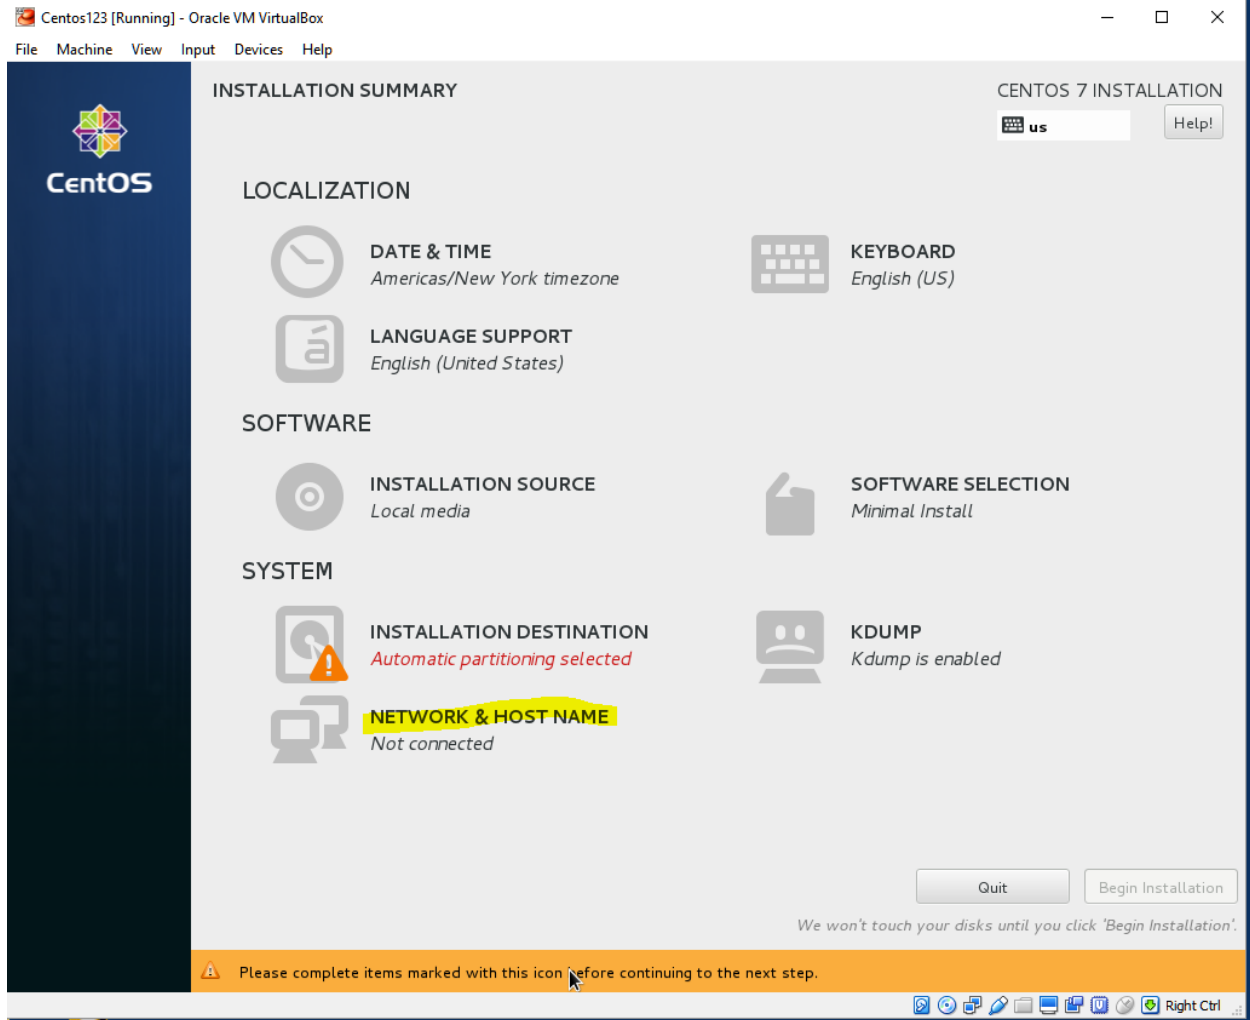 Centos123 [Running] - Oracle VM VirtualBox
File Machine View Input Devices Help
INSTALLATION SUMMARY
CENTOS 7 INSTALLATION
us
Help!
CentOS
LOCALIZATION
DATE & TIME
Americas/New York timezone
KEYBOARD
English (US)
á
LANGUAGE SUPPORT
English (United States)
SOFTWARE
INSTALLATION SOURCE
Local media
SOFTWARE SELECTION
Minimal Install
SYSTEM
INSTALLATION DESTINATION
Automatic partitioning selected
KDUMP
Kdump is enabled
NETWORK & HOST NAME
Not connected
Quit
Begin Installation
We won't touch your disks until you click 'Begin Installation'.
Please complete items marked with this icon before continuing to the next step.
Right Ctrl